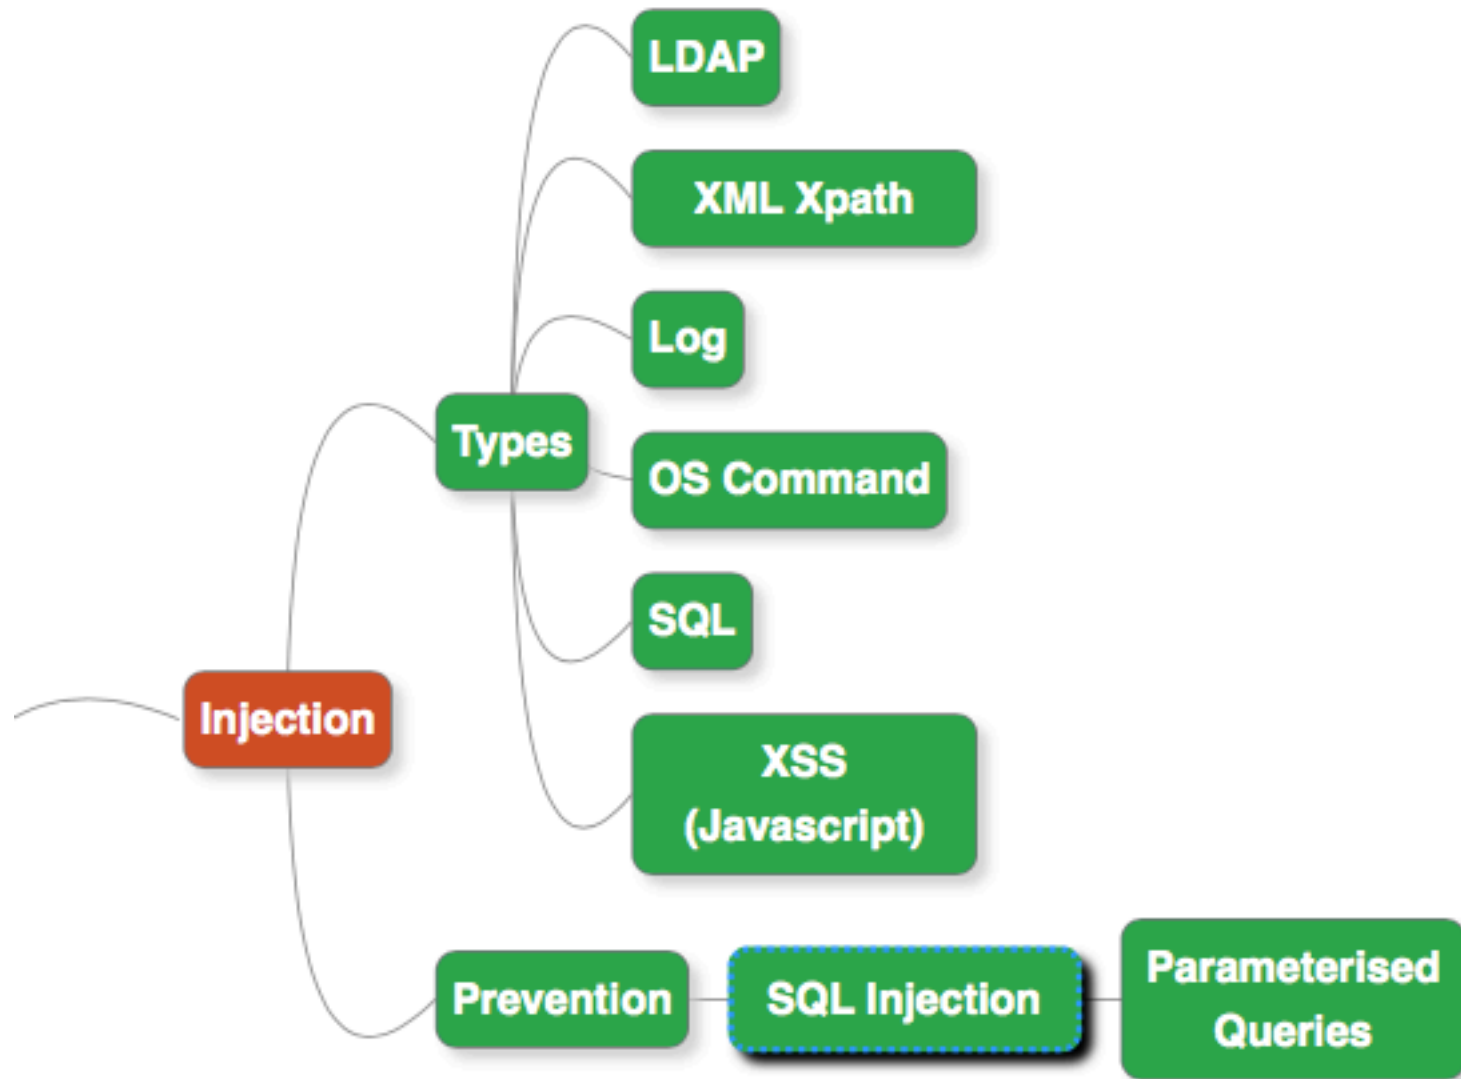 LDAP
XML Xpath
Log
Types
OS Command
SQL
Injection
XSS
(Javascript)
Prevention
SQL Injection
Parameterised
Queries